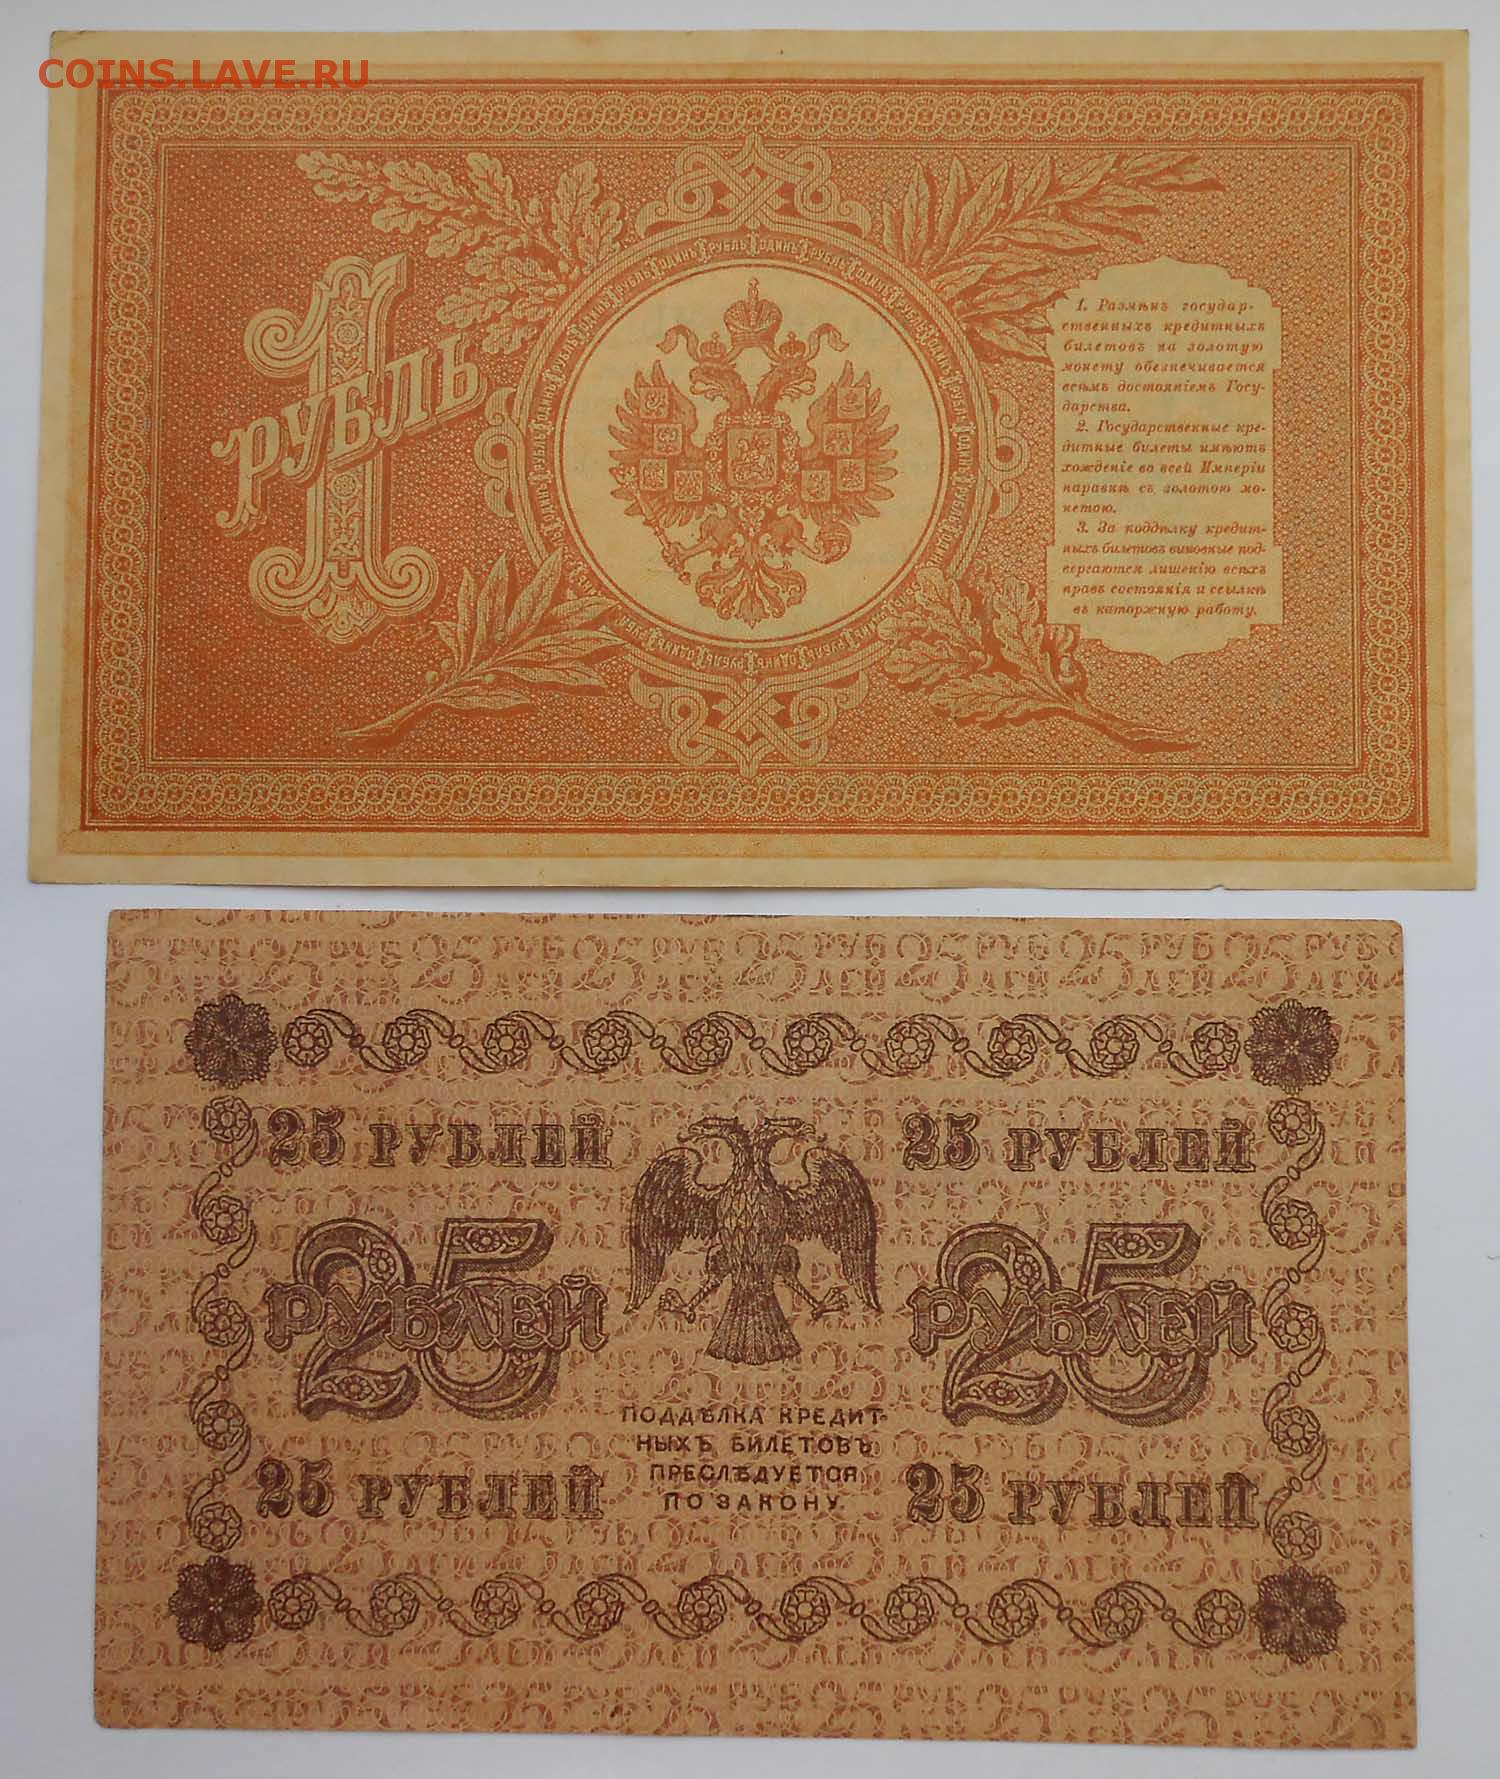 COINS.LAVE.RU
1
РУБЛЬ
1. Размѣнъ государ-
ственныхъ кредитныхъ
билетовъ на золотую
монету обезпечивается
всѣмъ достояніемъ Госу-
дарства.
2. Государственные кре-
дитные билеты имѣютъ
хожденіе во всей Имперіи
наравнѣ съ золотою мо-
нетою.
3. За поддѣлку кредит-
ныхъ билетовъ виновные под-
вергаются лишенію всѣхъ
правъ состоянія и ссылкѣ
въ каторжную работу.
25 РУБЛЕЙ
25 РУБЛЕЙ
25
РУБЛЕЙ
25
РУБЛЕЙ
ПОДДѢЛКА КРЕДИТ-
НЫХЪ БИЛЕТОВЪ
ПРЕСЛѢДУЕТСЯ
ПО ЗАКОНУ.
25 РУБЛЕЙ
25 РУБЛЕЙ